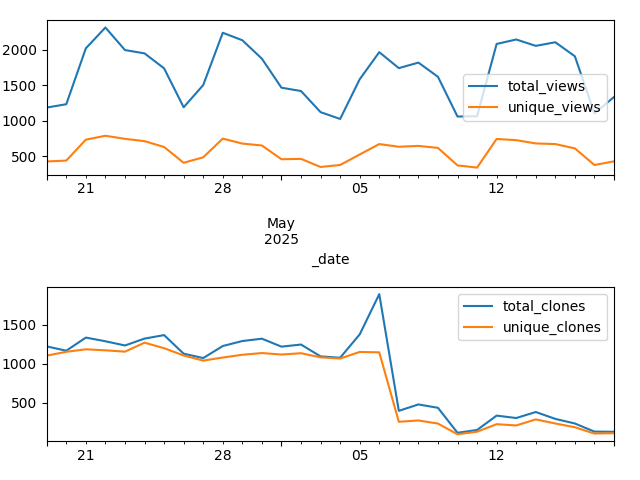 2000
1500
1000
500
total_views
unique_views
21
28
05
12
May
2025
_date
1500
1000
500
total_clones
unique_clones
21
28
05
12